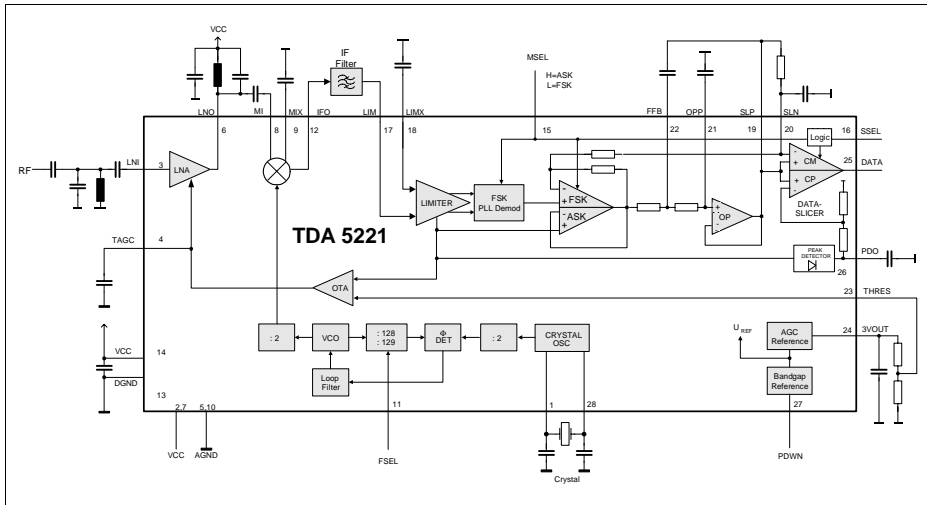 VCC
IF
Filter
MSEL
H=ASK
L=FSK
LNO
MI
MIX
IFO
LIM
LIMX
FFB
OPP
SLP
SLN
6
8
9
12
17
18
15
22
21
19
20
16
SSEL
Logic
RF
LNI
3
LNA
LIMITER
FSK
PLL Demod
-
+ FSK
- ASK
+
+
-
OP
-
+ CM
+ CP
-
25
DATA
DATA-
SLICER
TDA 5221
TAGC
4
OTA
PEAK
DETECTOR
26
PDO
23
THRES
: 2
VCO
: 128
: 129
Φ
DET
: 2
CRYSTAL
OSC
U REF
AGC
Reference
24
3VOUT
VCC
14
DGND
13
Loop
Filter
Bandgap
Reference
2,7
5,10
11
1
28
27
VCC
AGND
FSEL
Crystal
PDWN